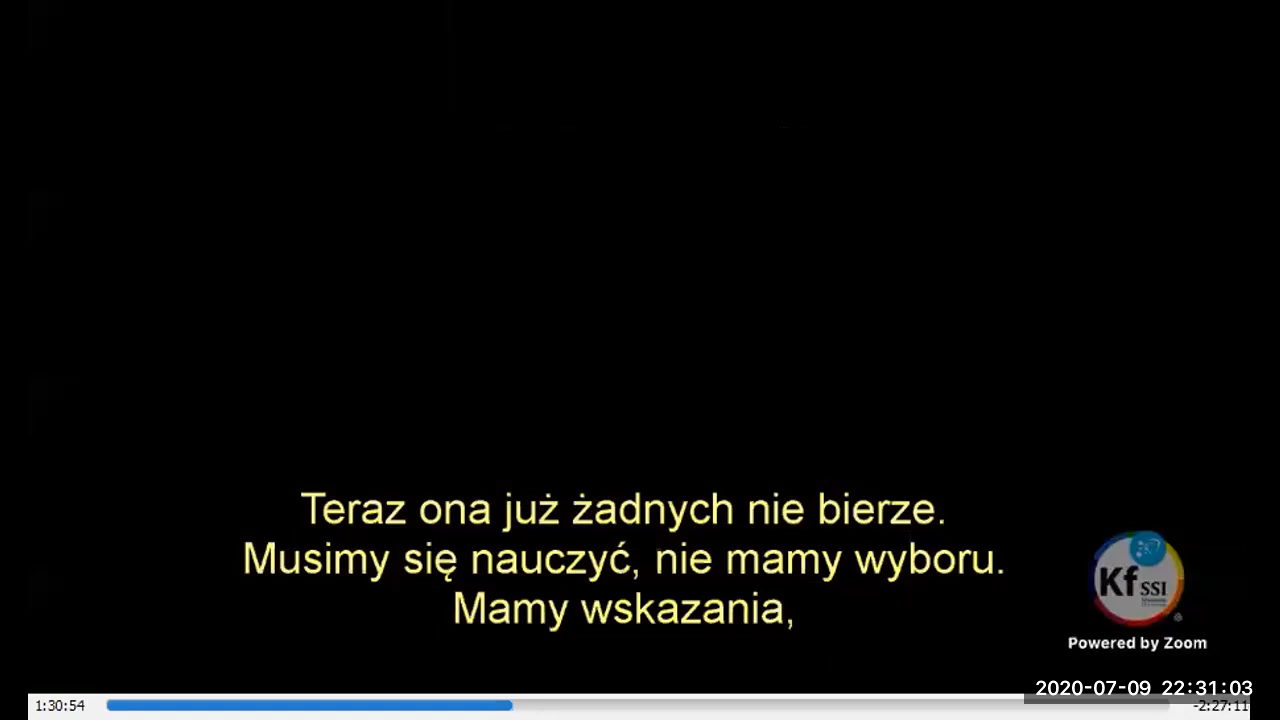 Teraz ona już żadnych nie bierze.
Musimy się nauczyć, nie mamy wyboru.
Mamy wskazania,
Kf SSI
Powered by Zoom
2020-07-09 22:31:03
1:30:54
-2:27:11